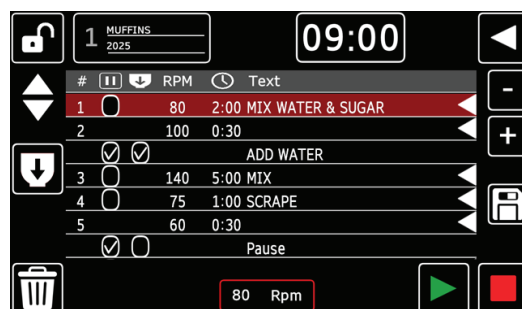 1 MUFFINS
2025
09:00
# RPM Text
1 80 2:00 MIX WATER & SUGAR
2 100 0:30
ADD WATER
3 140 5:00 MIX
4 75 1:00 SCRAPE
5 60 0:30
Pause
80 Rpm
- 
+